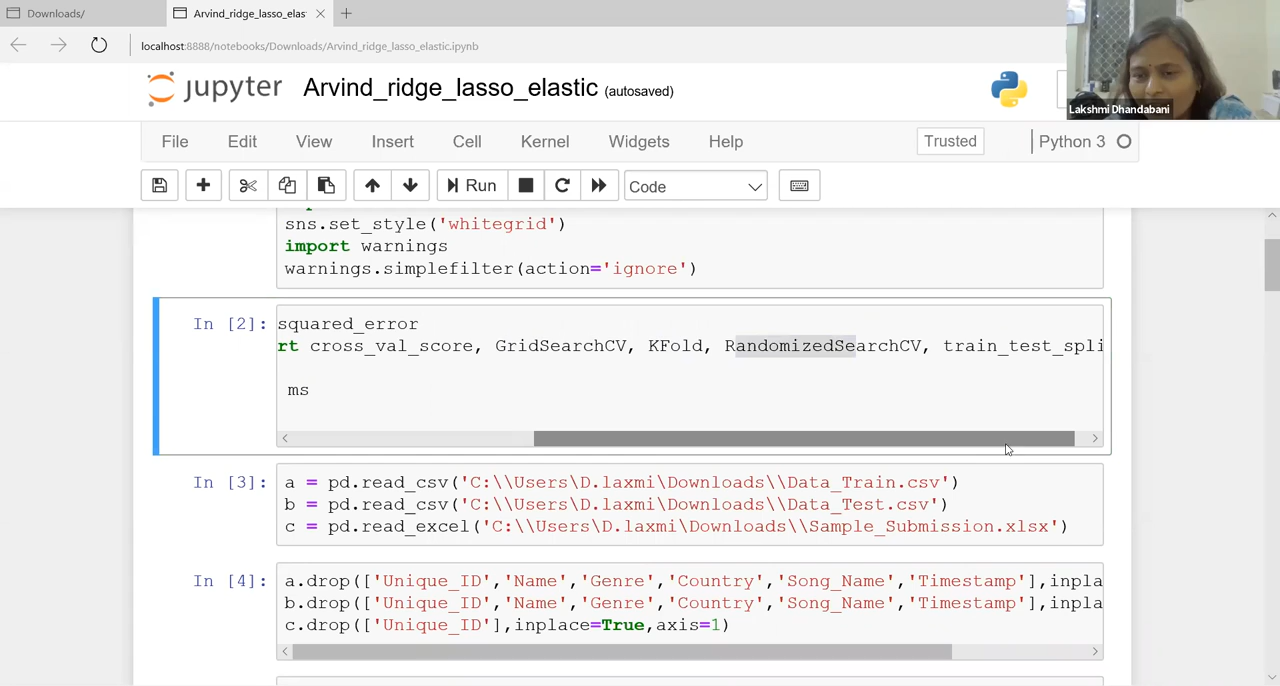 Downloads/
Arvind_ridge_lasso_elast
localhost:8888/notebooks/Downloads/Arvind_ridge_lasso_elastic.ipynb
Lakshmi Dhandabani
jupyter Arvind_ridge_lasso_elastic (autosaved)
File Edit View Insert Cell Kernel Widgets Help Trusted Python 3
Run Code
sns.set_style('whitegrid')
import warnings
warnings.simplefilter(action='ignore')
In [2]: squared_error
rt cross_val_score, GridSearchCV, KFold, RandomizedSearchCV, train_test_spli
ms
In [3]: a = pd.read_csv('C:\\Users\D.laxmi\Downloads\\Data_Train.csv')
b = pd.read_csv('C:\\Users\D.laxmi\Downloads\\Data_Test.csv')
c = pd.read_excel('C:\\Users\D.laxmi\Downloads\\Sample_Submission.xlsx')
In [4]: a.drop(['Unique_ID','Name','Genre','Country','Song_Name','Timestamp'],inpla
b.drop(['Unique_ID','Name','Genre','Country','Song_Name','Timestamp'],inpla
c.drop(['Unique_ID'],inplace=True,axis=1)